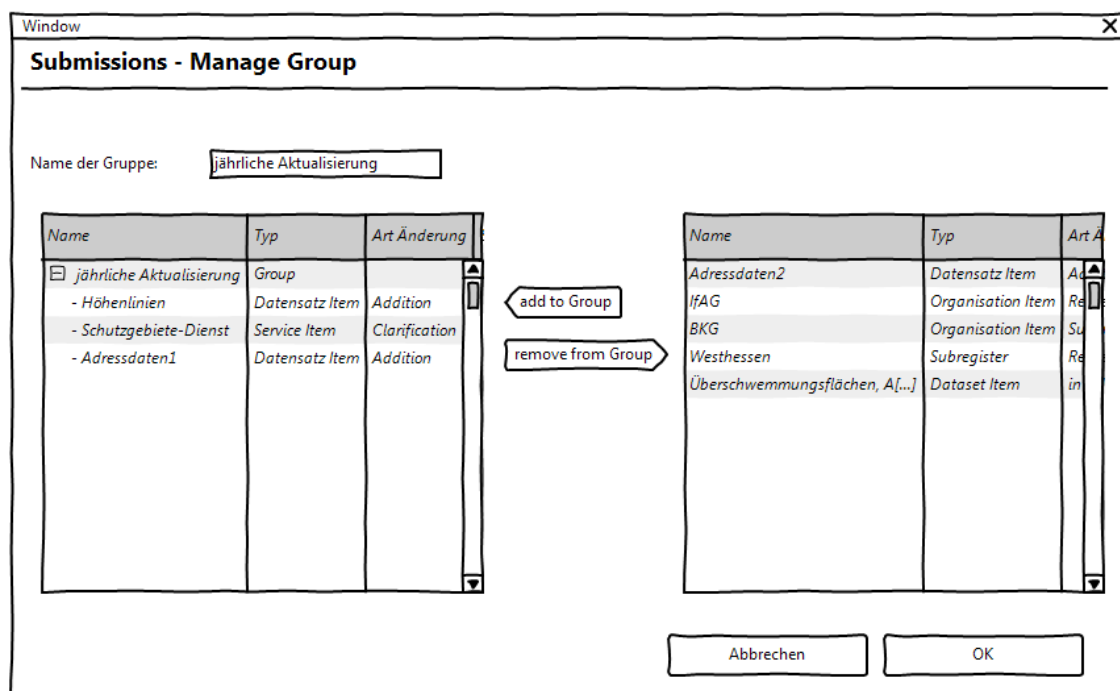 Window
Submissions - Manage Group
Name der Gruppe: jährliche Aktualisierung
Name Typ Art Änderung
jährliche Aktualisierung Group
- Höhenlinien Datensatz Item Addition
- Schutzgebiete-Dienst Service Item Clarification
- Adressdaten1 Datensatz Item Addition
add to Group
remove from Group
Name Typ Art
Adressdaten2 Datensatz Item
IfAG Organisation Item
BKG Organisation Item
Westhessen Subregister
Überschwemmungsflächen, A[...] Dataset Item in
Abbrechen OK